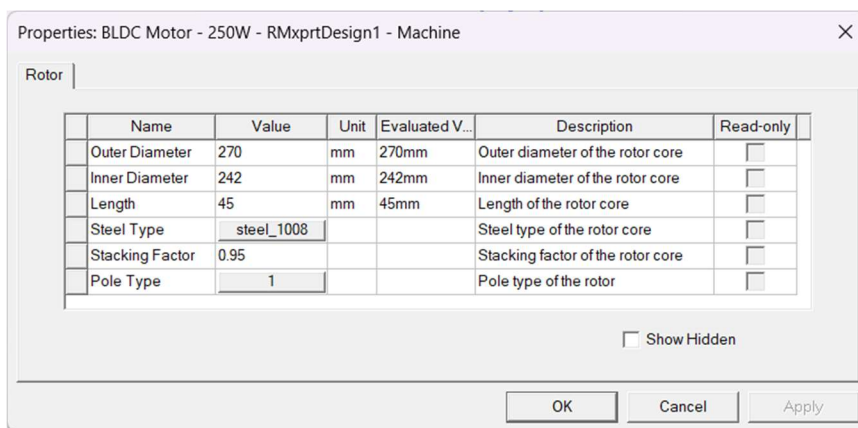 Properties: BLDC Motor - 250W - RMxprtDesign1 - Machine
Rotor
Name Value Unit Evaluated V... Description Read-only
Outer Diameter 270 mm 270mm Outer diameter of the rotor core
Inner Diameter 242 mm 242mm Inner diameter of the rotor core
Length 45 mm 45mm Length of the rotor core
Steel Type steel_1008 Steel type of the rotor core
Stacking Factor 0.95 Stacking factor of the rotor core
Pole Type 1 Pole type of the rotor
Show Hidden
OK Cancel Apply